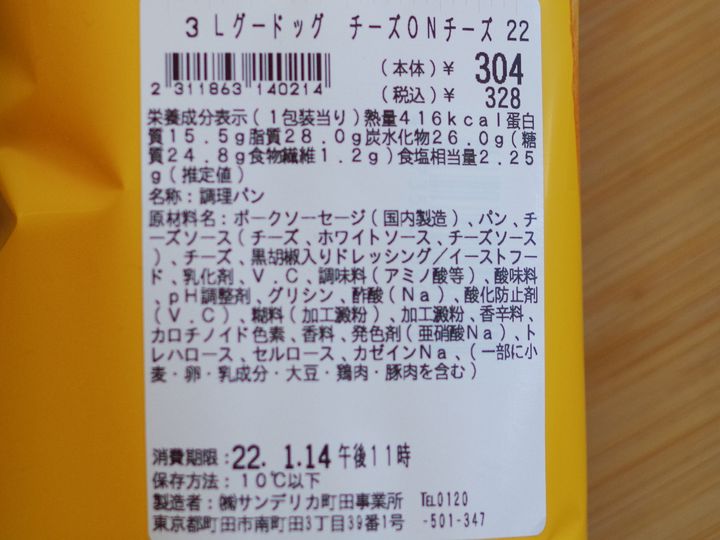 3Lグードッグ チーズONチーズ 22
(本体)¥ 304
2 311863 140214
(税込)¥ 328
栄養成分表示(1包装当り)熱量416kcal蛋白
質15.5g脂質28.0g炭水化物26.0g(糖
質24.8g食物繊維1.2g)食塩相当量2.25
g(推定値)
名称:調理パン
原材料名:ポークソーセージ(国内製造)、パン、チ
ーズソース(チーズ、ホワイトソース、チーズソース
)、チーズ、黒胡椒入りドレッシング/イーストフー
ド、乳化剤、V.C、調味料(アミノ酸等)、酸味料
、pH調整剤、グリシン、酢酸(Na)、酸化防止剤
(V.C)、糊料(加工澱粉)、加工澱粉、香辛料、
カロチノイド色素、香料、発色剤(亜硝酸Na)、ト
レハロース、セルロース、カゼインNa、(一部に小
麦・卵・乳成分・大豆・鶏肉・豚肉を含む)
消費期限:22. 1.14午後11時
保存方法:10℃以下
製造者:㈱サンデリカ町田事業所 ℡0120
東京都町田市南町田3丁目39番1号 -501-347